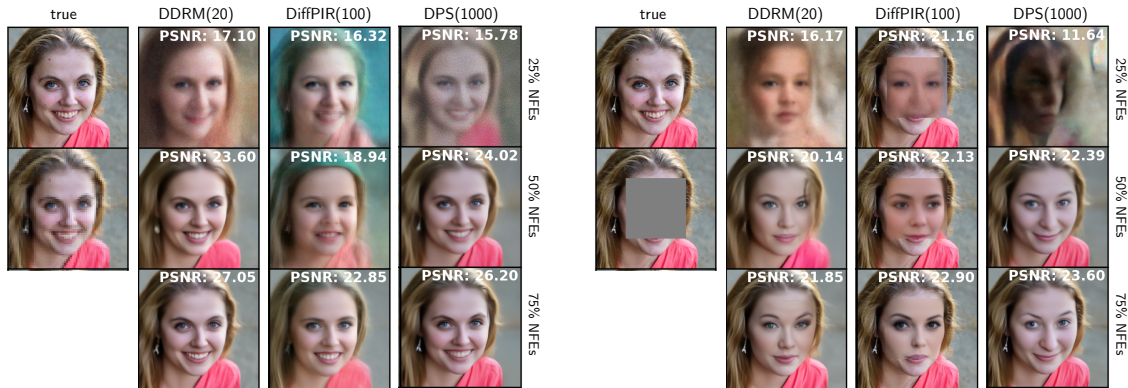 true DDRM(20) DiffPIR(100) DPS(1000)
PSNR: 17.10 PSNR: 16.32 PSNR: 15.78
25% NFEs
PSNR: 23.60 PSNR: 18.94 PSNR: 24.02
50% NFEs
PSNR: 27.05 PSNR: 22.85 PSNR: 26.20
75% NFEs
true DDRM(20) DiffPIR(100) DPS(1000)
PSNR: 16.17 PSNR: 21.16 PSNR: 11.64
25% NFEs
PSNR: 20.14 PSNR: 22.13 PSNR: 22.39
50% NFEs
PSNR: 21.85 PSNR: 22.90 PSNR: 23.60
75% NFEs